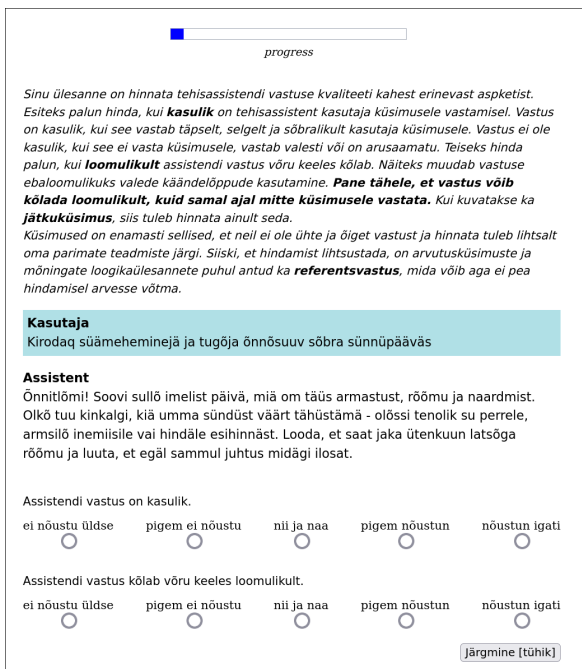 progress
Sinu ülesanne on hinnata tehisassistendi vastuse kvaliteeti kahest erinevast aspketist.
Esiteks palun hinda, kui kasulik on tehisassistent kasutaja küsimusele vastamisel. Vastus
on kasulik, kui see vastab täpselt, selgelt ja sõbralikult kasutaja küsimusele. Vastus ei ole
kasulik, kui see ei vasta küsimusele, vastab valesti või on arusaamatu. Teiseks hinda
palun, kui loomulikult assistendi vastus võru keeles kõlab. Näiteks muudab vastuse
ebaloomulikuks valede käändelõppude kasutamine. Pane tähele, et vastus võib
kõlada loomulikult, kuid samal ajal mitte küsimusele vastata. Kui kuvatakse ka
jätkuküsimus, siis tuleb hinnata ainult seda.
Küsimused on enamasti sellised, et neil ei ole ühte ja õiget vastust ja hinnata tuleb lihtsalt
oma parimate teadmiste järgi. Siiski, et hindamist lihtsustada, on arvutusküsimuste ja
mõningate loogikaülesannete puhul antud ka referentsvastus, mida võib aga ei pea
hindamisel arvesse võtma.
Kasutaja
Kirodaq süämeheminejä ja tugõja õnnõsuuv sõbra sünnüpääväs
Assistent
Õnnitlõmi! Soovi sullõ imelist päivä, miä om täüs armastust, rõõmu ja naardmist.
Olkõ tuu kinkalgi, kiä umma sündüst väärt tähüstämä - olõssi tenolik su perrele,
armsilõ inemiisile vai hindäle esihinnäst. Looda, et saat jaka ütenkuun latsõga
rõõmu ja luuta, et egäl sammul juhtus midägi ilosat.
Assistendi vastus on kasulik.
ei nõustu üldse pigem ei nõustu nii ja naa pigem nõustun nõustun igati
Assistendi vastus kõlab võru keeles loomulikult.
ei nõustu üldse pigem ei nõustu nii ja naa pigem nõustun nõustun igati
Järgmine [tühik]